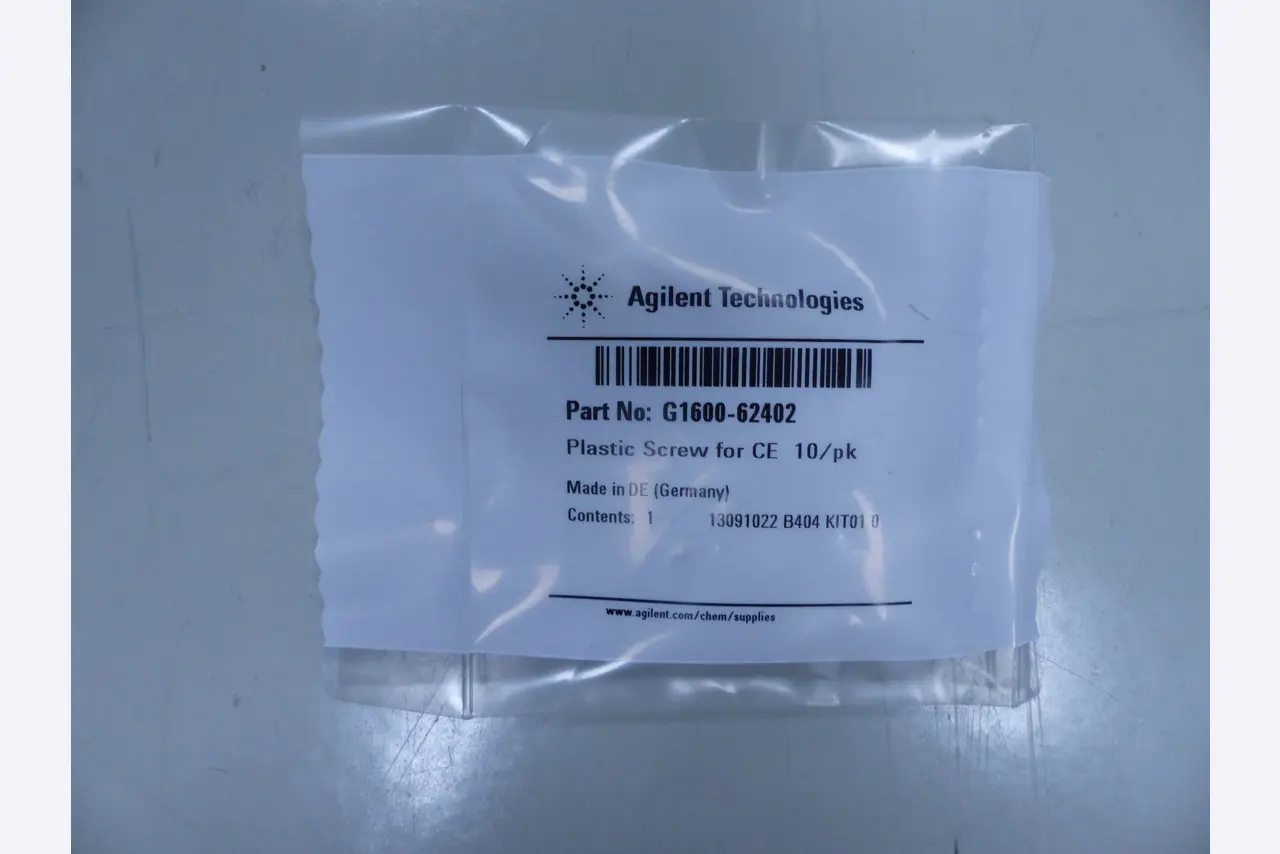 Agilent Technologies
Part No: G1600-62402
Plastic Screw for CE 10/pk
Made in DE (Germany)
Contents: 1 13091022 B404 KIT01 0
www.agilent.com/chem/supplies